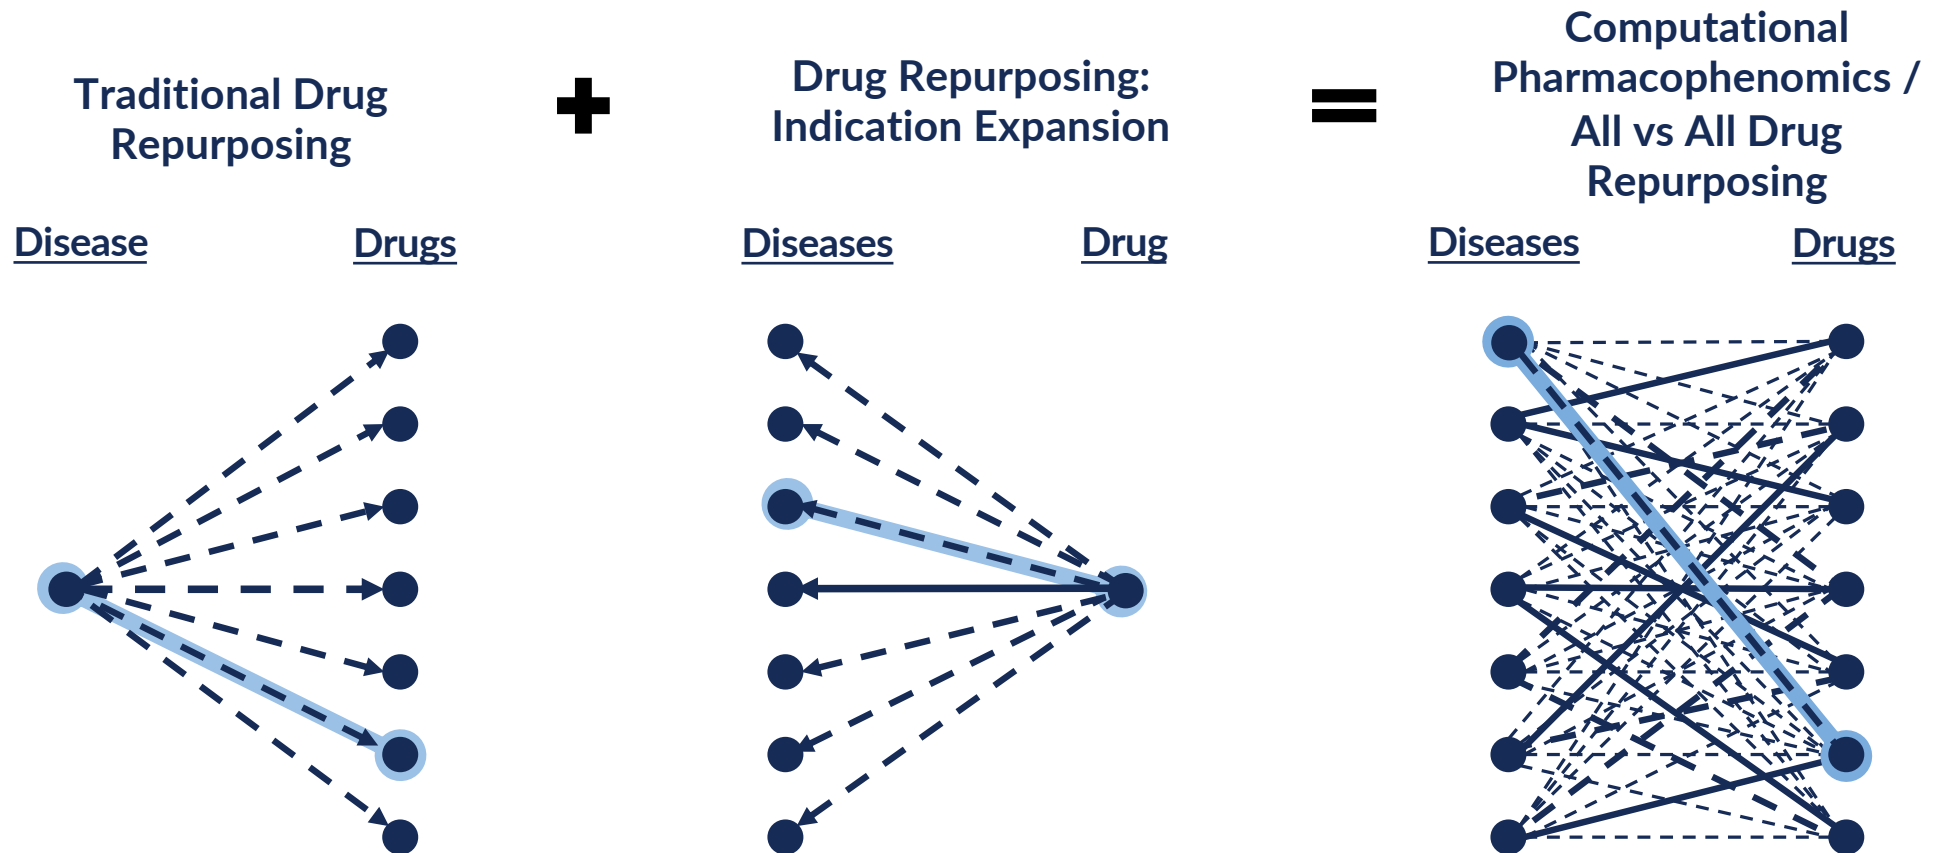 Traditional Drug
Repurposing
+
Drug Repurposing:
Indication Expansion
=
Computational
Pharmacophenomics /
All vs All Drug
Repurposing
Disease
Drugs
Diseases
Drug
Diseases
Drugs